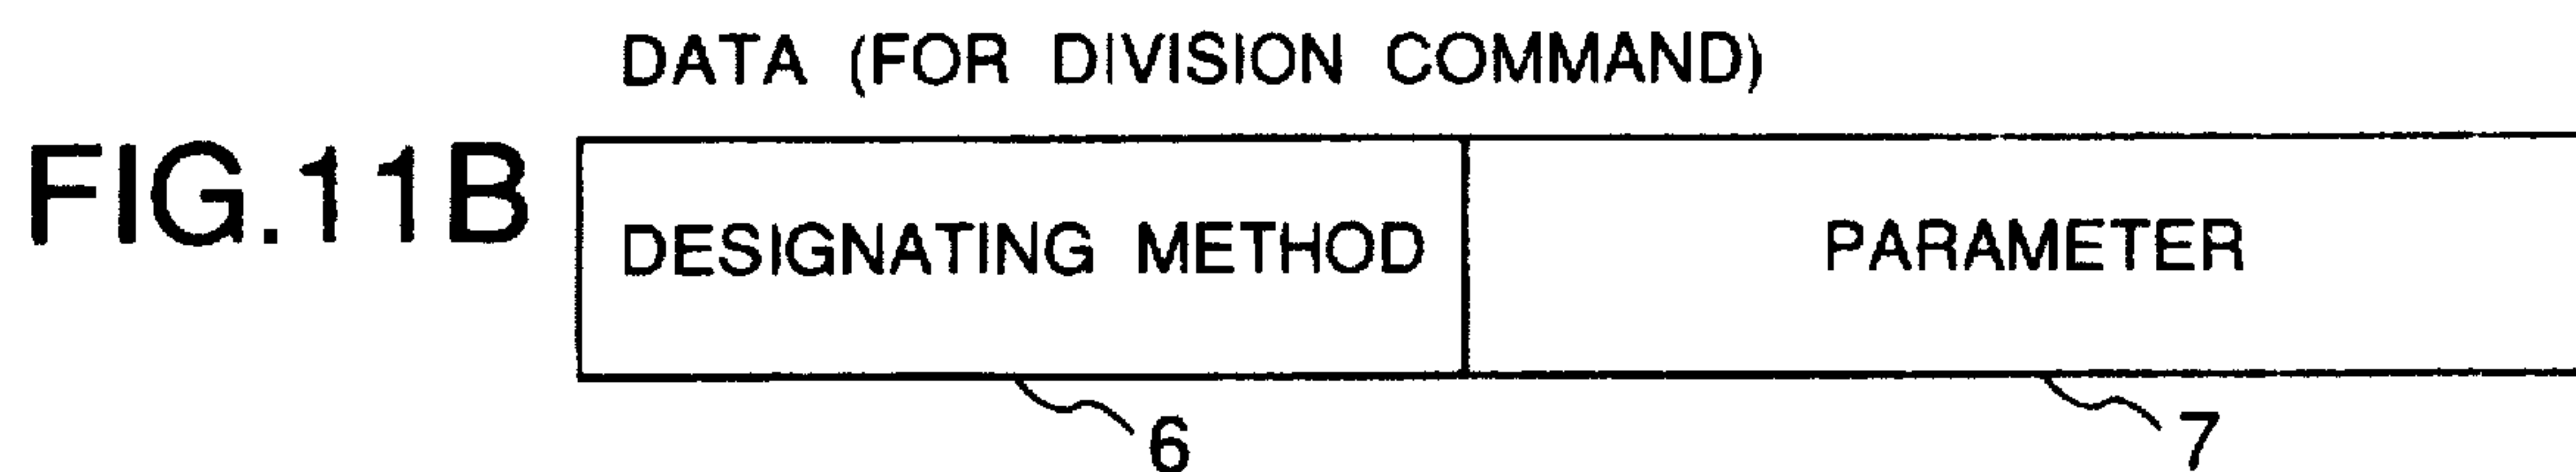 DATA (FOR DIVISION COMMAND)
FIG.11B
DESIGNATING METHOD
PARAMETER
6
7